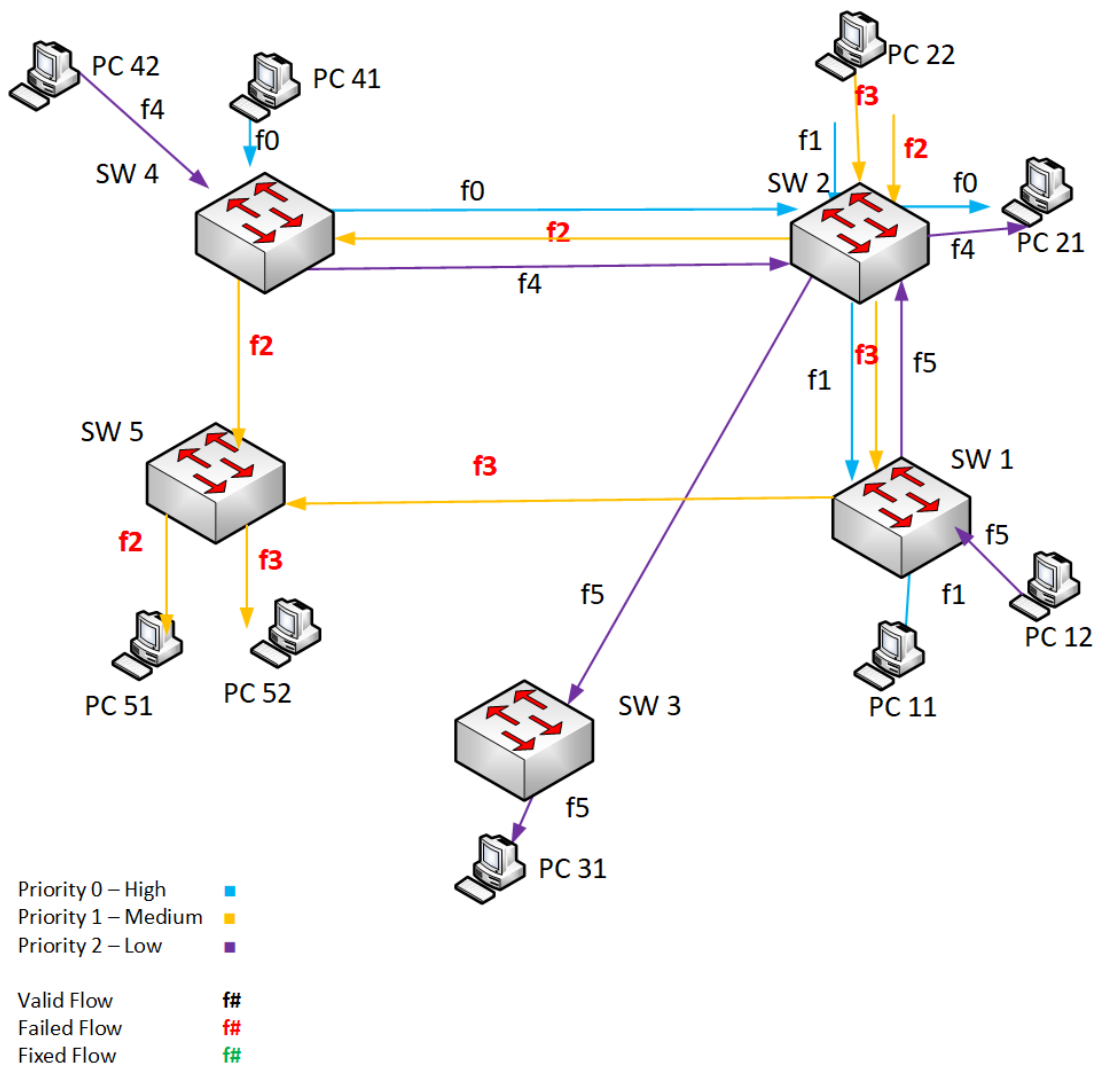 PC 42
PC 41
PC 22
f4
f0
f3
f1
f2
SW 4
SW 2
f0
f0
f2
f4
f4
PC 21
f2
f3
f1
f5
SW 5
f3
SW 1
f2
f3
f5
f5
f1
PC 12
PC 51
PC 52
SW 3
PC 11
f5
PC 31
Priority 0 – High
Priority 1 – Medium
Priority 2 – Low
Valid Flow f#
Failed Flow f#
Fixed Flow f#